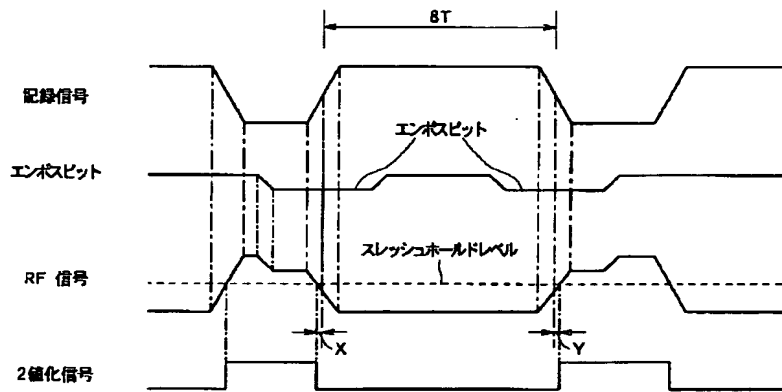 8T
記録信号
エンボスピット
エンボスピット
スレッシュホールドレベル
RF 信号
X
Y
2値化信号